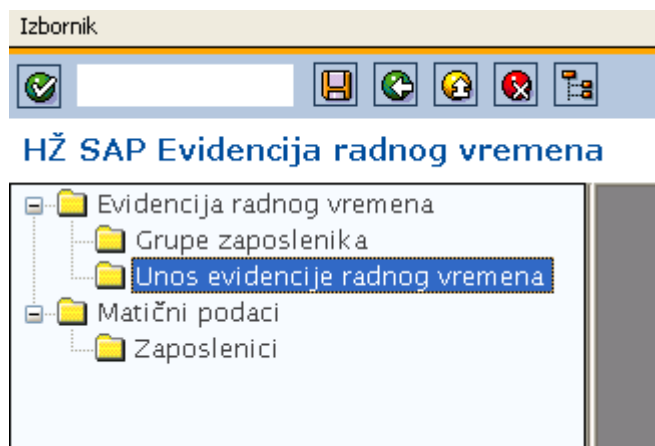 Izbornik
HŽ SAP Evidencija radnog vremena
Evidencija radnog vremena
Grupe zaposlenika
Unos evidencije radnog vremena
Matični podaci
Zaposlenici